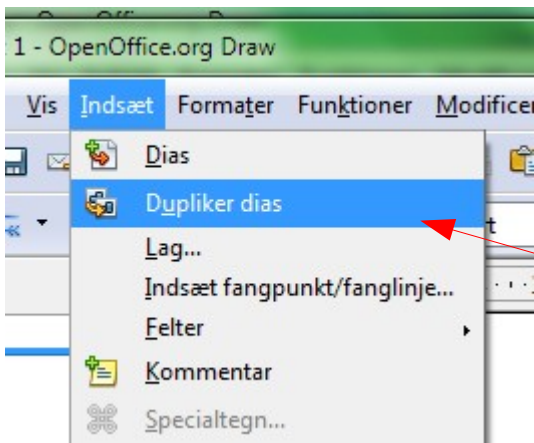 1 - OpenOffice.org Draw
Vis Indsæt Formater Funktioner Modificer
Dias
Dupliker dias
t
Lag...
Indsæt fangpunkt/fanglinje...
Felter
Kommentar
Specialtegn...